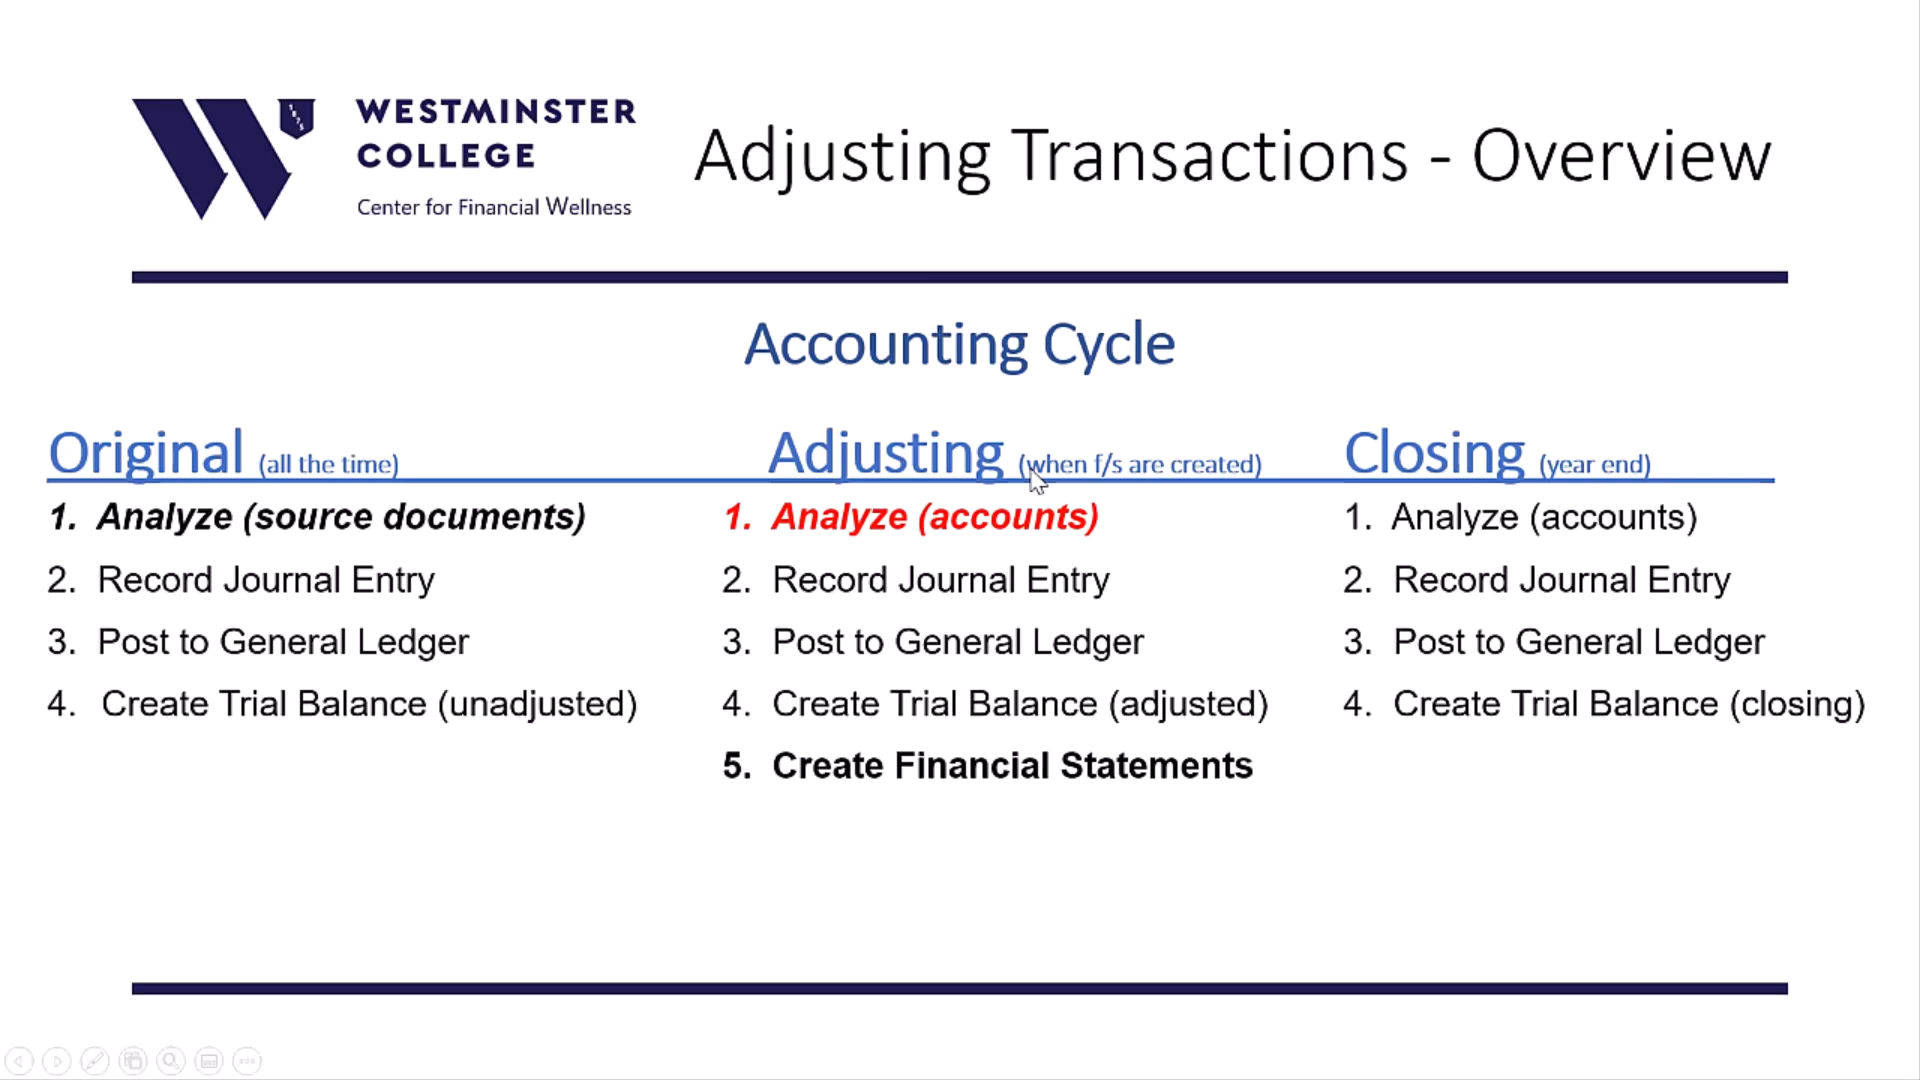 WESTMINSTER
COLLEGE
Center for Financial Wellness
1875
Adjusting Transactions - Overview
Accounting Cycle
Original (all the time)
1. Analyze (source documents)
2. Record Journal Entry
3. Post to General Ledger
4. Create Trial Balance (unadjusted)
Adjusting (when f/s are created)
1. Analyze (accounts)
2. Record Journal Entry
3. Post to General Ledger
4. Create Trial Balance (adjusted)
5. Create Financial Statements
Closing (year end)
1. Analyze (accounts)
2. Record Journal Entry
3. Post to General Ledger
4. Create Trial Balance (closing)